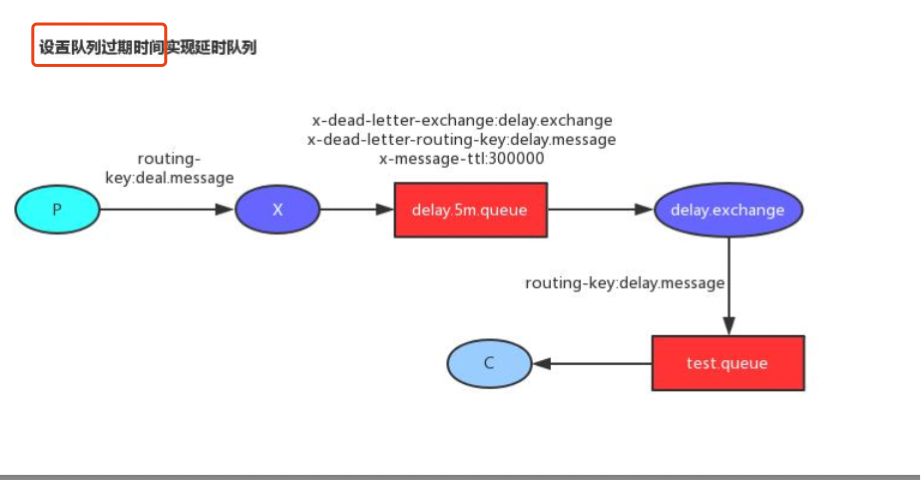 设置队列过期时间实现延时队列
x-dead-letter-exchange:delay.exchange
x-dead-letter-routing-key:delay.message
x-message-ttl:300000
routing-
key:deal.message
P
X
delay.5m.queue
delay.exchange
routing-key:delay.message
C
test.queue